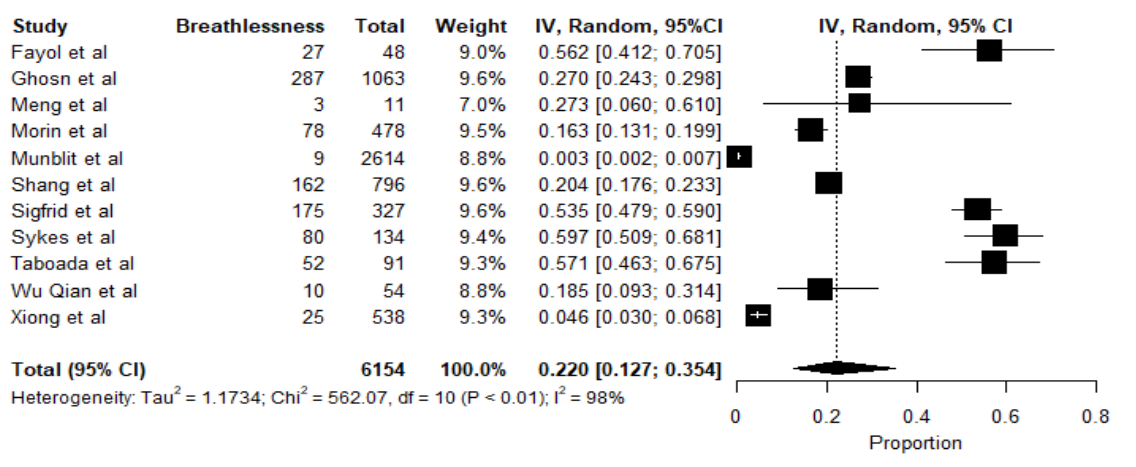 Study Breathlessness Total Weight IV, Random, 95%CI IV, Random, 95% CI
Fayol et al 27 48 9.0% 0.562 [0.412; 0.705]
Ghosn et al 287 1063 9.6% 0.270 [0.243; 0.298]
Meng et al 3 11 7.0% 0.273 [0.060; 0.610]
Morin et al 78 478 9.5% 0.163 [0.131; 0.199]
Munblit et al 9 2614 8.8% 0.003 [0.002; 0.007]
Shang et al 162 796 9.6% 0.204 [0.176; 0.233]
Sigfrid et al 175 327 9.6% 0.535 [0.479; 0.590]
Sykes et al 80 134 9.4% 0.597 [0.509; 0.681]
Taboada et al 52 91 9.3% 0.571 [0.463; 0.675]
Wu Qian et al 10 54 8.8% 0.185 [0.093; 0.314]
Xiong et al 25 538 9.3% 0.046 [0.030; 0.068]
Total (95% CI) 6154 100.0% 0.220 [0.127; 0.354]
Heterogeneity: Tau² = 1.1734; Chi² = 562.07, df = 10 (P < 0.01); I² = 98%
0 0.2 0.4 0.6 0.8
Proportion